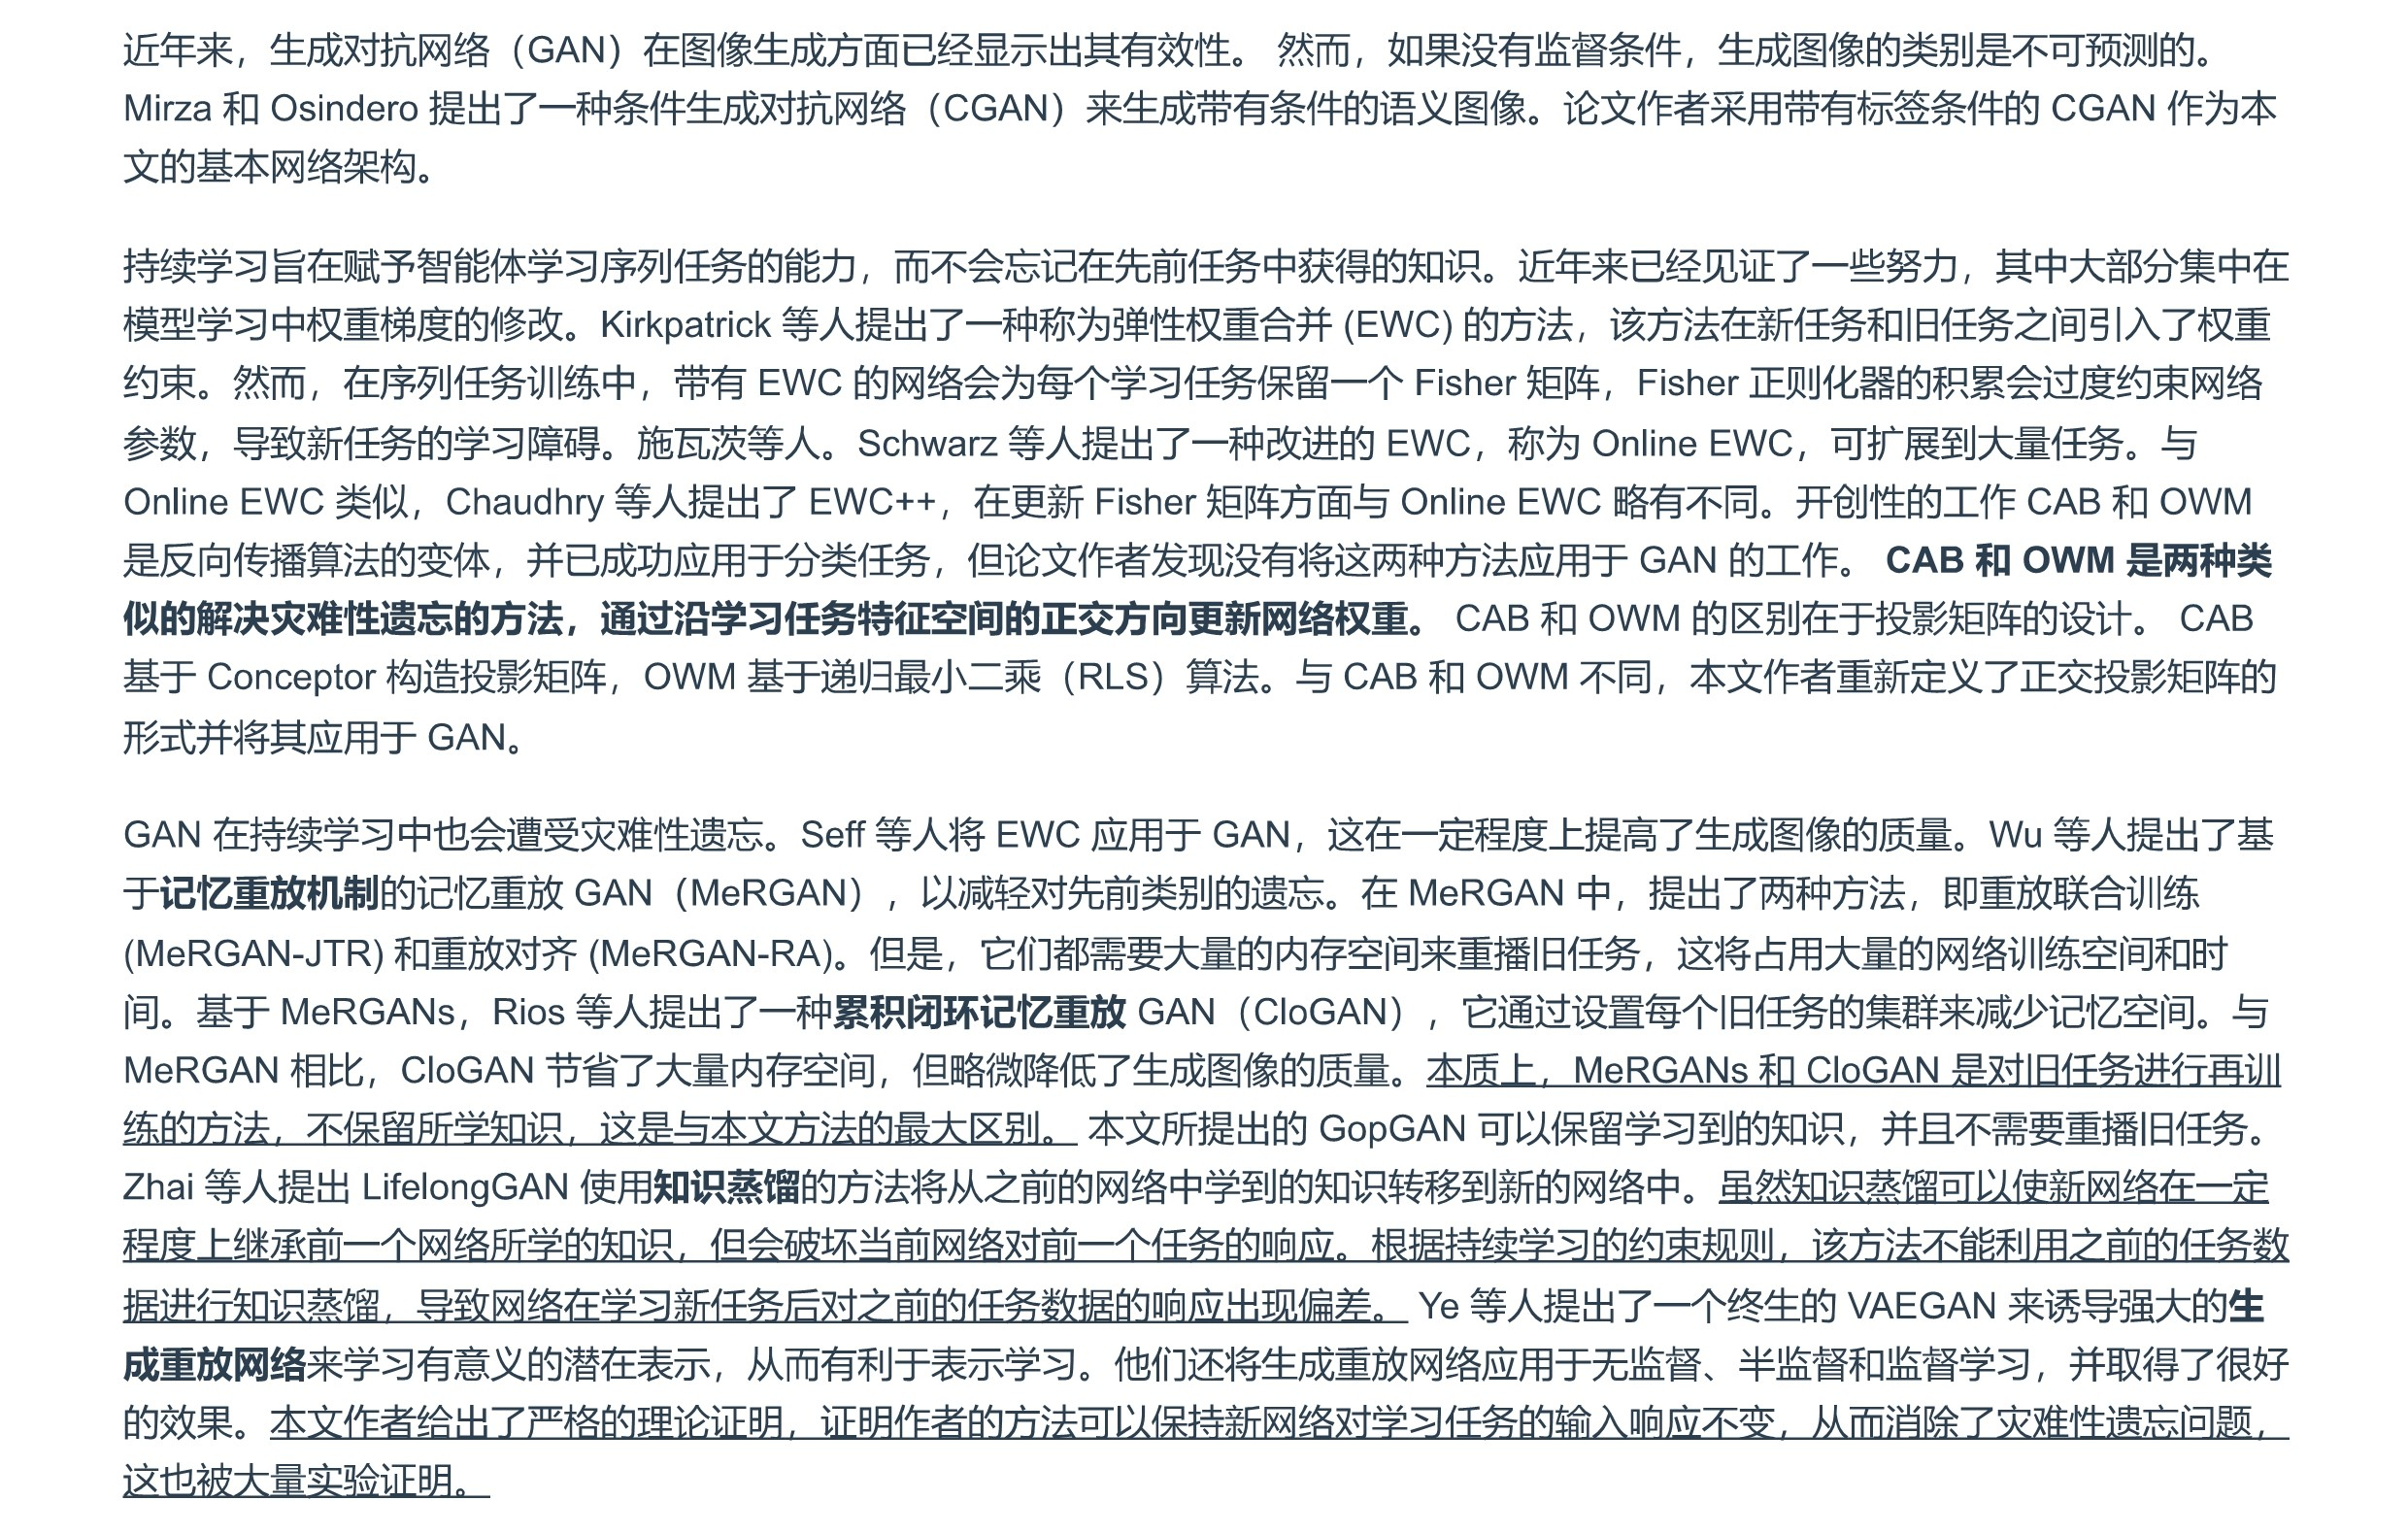 近年来，生成对抗网络（GAN）在图像生成方面已经显示出其有效性。 然而，如果没有监督条件，生成图像的类别是不可预测的。
Mirza 和 Osindero 提出了一种条件生成对抗网络（CGAN）来生成带有条件的语义图像。论文作者采用带有标签条件的 CGAN 作为本
文的基本网络架构。
持续学习旨在赋予智能体学习序列任务的能力，而不会忘记在先前任务中获得的知识。近年来已经见证了一些努力，其中大部分集中在
模型学习中权重梯度的修改。Kirkpatrick 等人提出了一种称为弹性权重合并 (EWC) 的方法，该方法在新任务和旧任务之间引入了权重
约束。然而，在序列任务训练中，带有 EWC 的网络会为每个学习任务保留一个 Fisher 矩阵，Fisher 正则化器的积累会过度约束网络
参数，导致新任务的学习障碍。施瓦茨等人。Schwarz 等人提出了一种改进的 EWC，称为 Online EWC，可扩展到大量任务。与
Online EWC 类似，Chaudhry 等人提出了 EWC++，在更新 Fisher 矩阵方面与 Online EWC 略有不同。开创性的工作 CAB 和 OWM
是反向传播算法的变体，并已成功应用于分类任务，但论文作者发现没有将这两种方法应用于 GAN 的工作。 CAB 和 OWM 是两种类
似的解决灾难性遗忘的方法，通过沿学习任务特征空间的正交方向更新网络权重。 CAB 和 OWM 的区别在于投影矩阵的设计。 CAB
基于 Conceptor 构造投影矩阵，OWM 基于递归最小二乘（RLS）算法。与 CAB 和 OWM 不同，本文作者重新定义了正交投影矩阵的
形式并将其应用于 GAN。
GAN 在持续学习中也会遭受灾难性遗忘。Seff 等人将 EWC 应用于 GAN，这在一定程度上提高了生成图像的质量。Wu 等人提出了基
于记忆重放机制的记忆重放 GAN（MeRGAN），以减轻对先前类别的遗忘。在 MeRGAN 中，提出了两种方法，即重放联合训练
(MeRGAN-JTR) 和重放对齐 (MeRGAN-RA)。但是，它们都需要大量的内存空间来重播旧任务，这将占用大量的网络训练空间和时
间。基于 MeRGANs，Rios 等人提出了一种累积闭环记忆重放 GAN（CloGAN），它通过设置每个旧任务的集群来减少记忆空间。与
MeRGAN 相比，CloGAN 节省了大量内存空间，但略微降低了生成图像的质量。本质上，MeRGANs 和 CloGAN 是对旧任务进行再训
练的方法，不保留所学知识，这是与本文方法的最大区别。 本文所提出的 GopGAN 可以保留学习到的知识，并且不需要重播旧任务。
Zhai 等人提出 LifelongGAN 使用知识蒸馏的方法将从之前的网络中学到的知识转移到新的网络中。虽然知识蒸馏可以使新网络在一定
程度上继承前一个网络所学的知识，但会破坏当前网络对前一个任务的响应。根据持续学习的约束规则，该方法不能利用之前的任务数
据进行知识蒸馏，导致网络在学习新任务后对之前的任务数据的响应出现偏差。 Ye 等人提出了一个终生的 VAEGAN 来诱导强大的生
成重放网络来学习有意义的潜在表示，从而有利于表示学习。他们还将生成重放网络应用于无监督、半监督和监督学习，并取得了很好
的效果。本文作者给出了严格的理论证明，证明作者的方法可以保持新网络对学习任务的输入响应不变，从而消除了灾难性遗忘问题，
这也被大量实验证明。